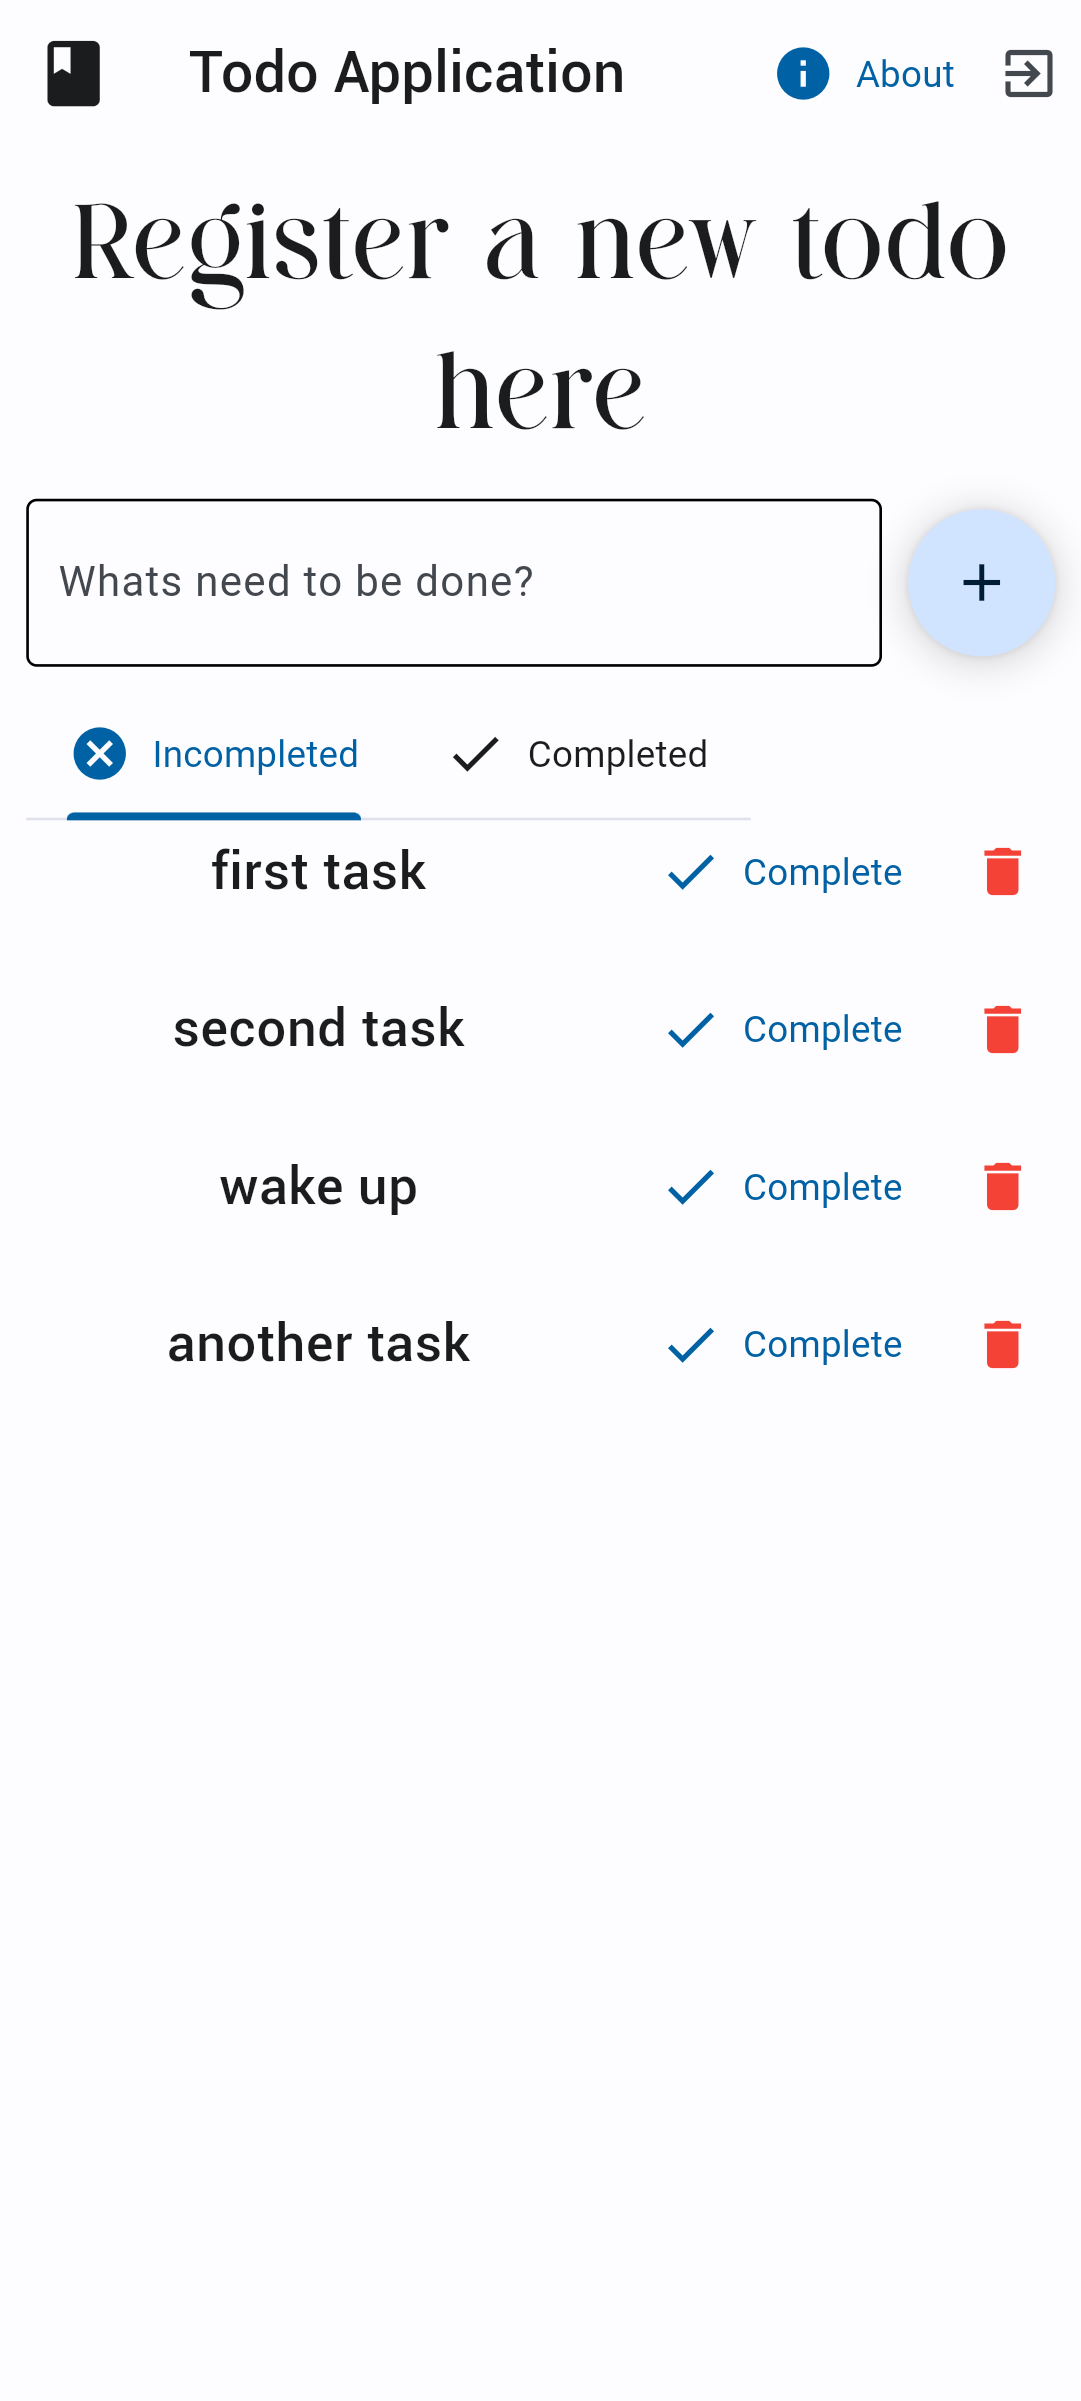 Todo Application
About
Register a new todo
here
Whats need to be done?
Incompleted
Completed
first task
Complete
second task
Complete
wake up
Complete
another task
Complete